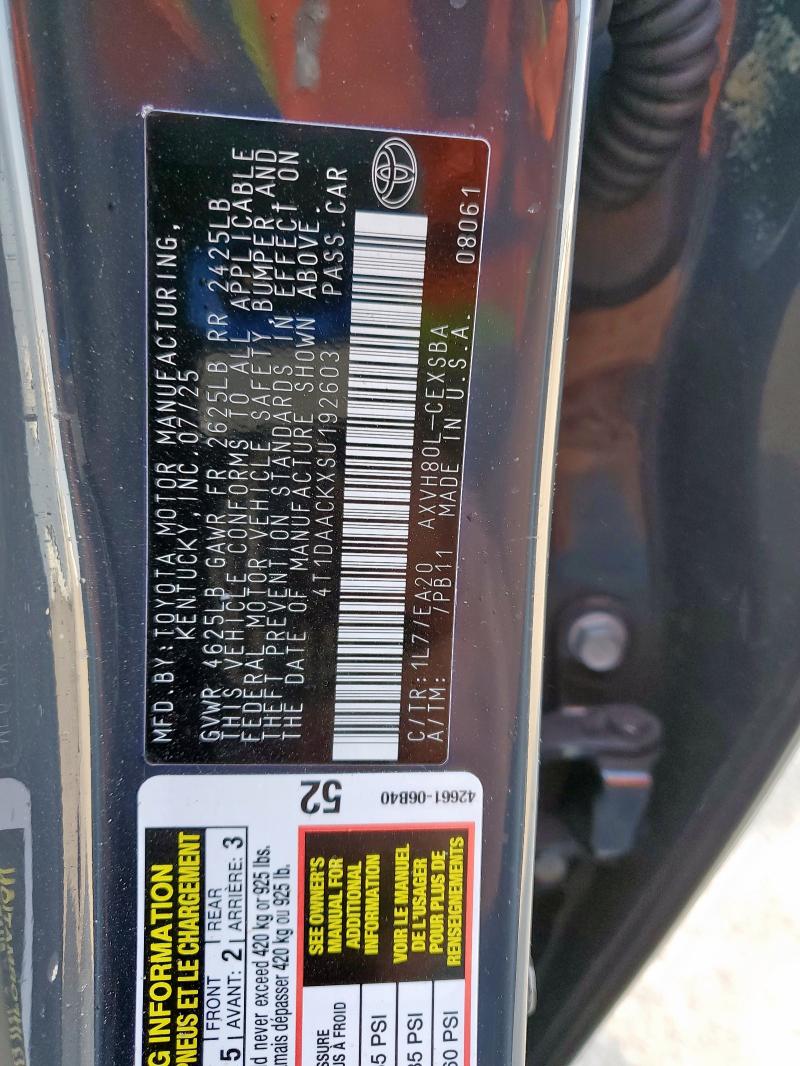 MFD.BY:TOYOTA MOTOR MANUFACTURING,
KENTUCKY INC. 07/25
GVWR 4625LB GAWR FR 2625LB RR 2425LB
THIS VEHICLE CONFORMS TO ALL APPLICABLE
FEDERAL MOTOR VEHICLE SAFETY, BUMPER, AND
THEFT PREVENTION STANDARDS IN EFFECT ON
THE DATE OF MANUFACTURE SHOWN ABOVE.
4T1DAACKXSU192603 PASS.CAR
C/TR:1L7//EA20 AXVH80L-CEXSBA
A/TM: /PB11 MADE IN U.S.A. 08061
INFORMATION
PNEUS ET LE CHARGEMENT
5 FRONT REAR
AVANT: 2 ARRIÈRE: 3
never exceed 420 kg or 925 lbs.
dépasser 420 kg ou 925 lb.
52
42661-06B40
À FROID
PSI
PSI
60 PSI
SEE OWNER'S
MANUAL FOR
ADDITIONAL
INFORMATION
VOIR LE MANUEL
DE L'USAGER
POUR PLUS DE
RENSEIGNEMENTS